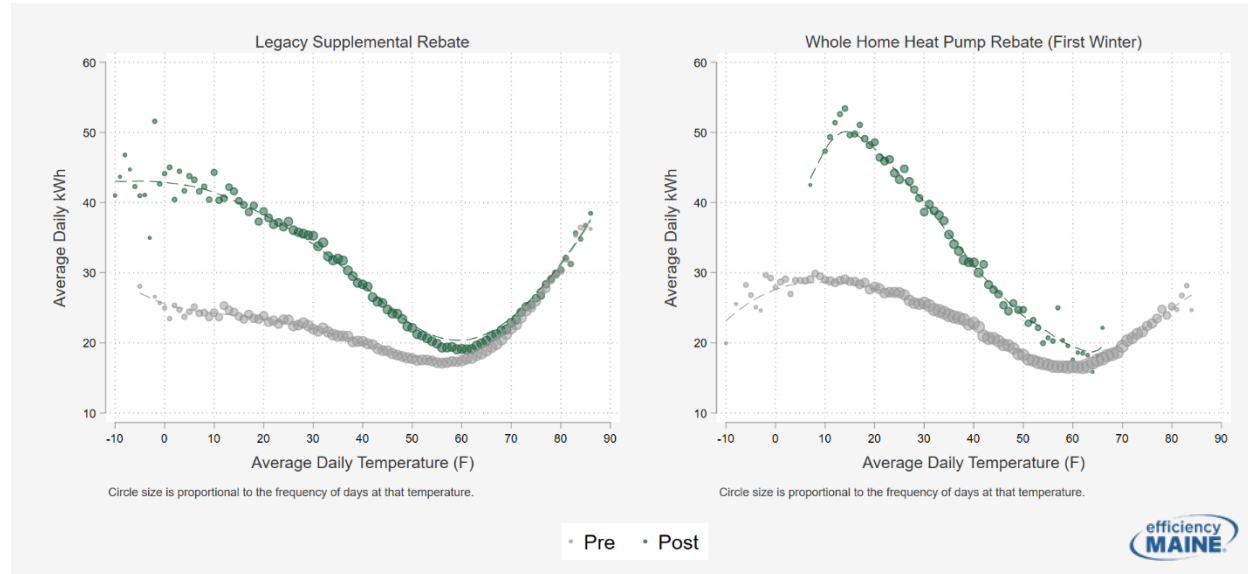 Legacy Supplemental Rebate
60
50
40
30
20
10
Average Daily kWh
-10 0 10 20 30 40 50 60 70 80 90
Average Daily Temperature (F)
Circle size is proportional to the frequency of days at that temperature.
Whole Home Heat Pump Rebate (First Winter)
60
50
40
30
20
10
Average Daily kWh
-10 0 10 20 30 40 50 60 70 80 90
Average Daily Temperature (F)
Circle size is proportional to the frequency of days at that temperature.
Pre Post
efficiency
MAINE